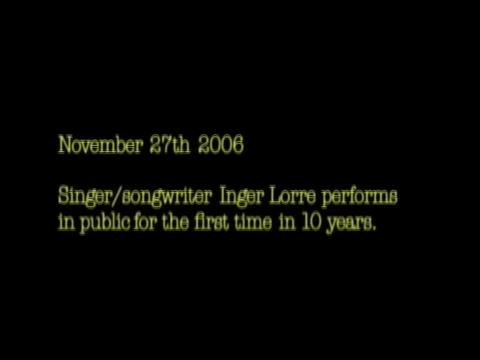 November 27th 2006
Singer/songwriter Inger Lorre performs
in public for the first time in 10 years.